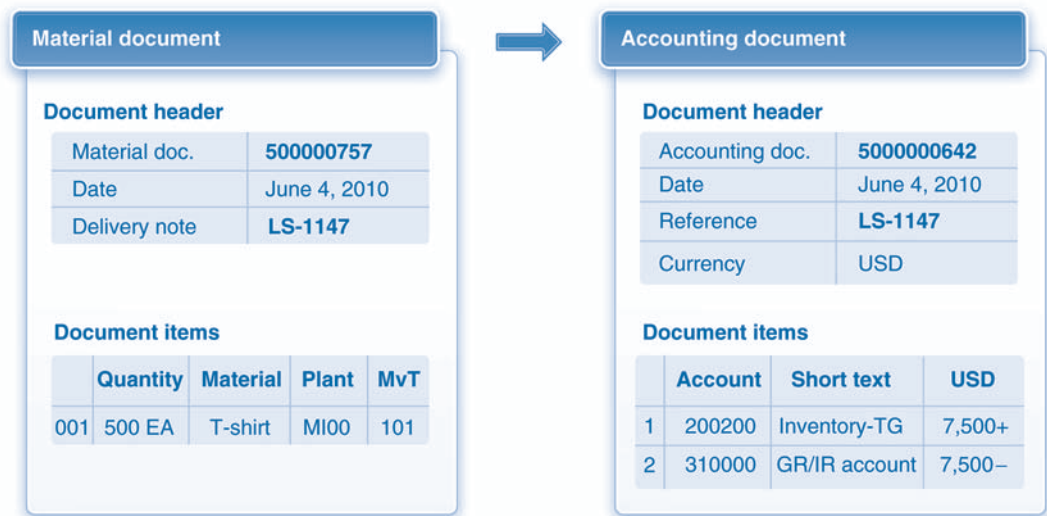 Material document
Document header
Material doc. 500000757
Date June 4, 2010
Delivery note LS-1147
Document items
Quantity Material Plant MvT
001 500 EA T-shirt MI00 101
Accounting document
Document header
Accounting doc. 5000000642
Date June 4, 2010
Reference LS-1147
Currency USD
Document items
Account Short text USD
1 200200 Inventory-TG 7,500+
2 310000 GR/IR account 7,500–